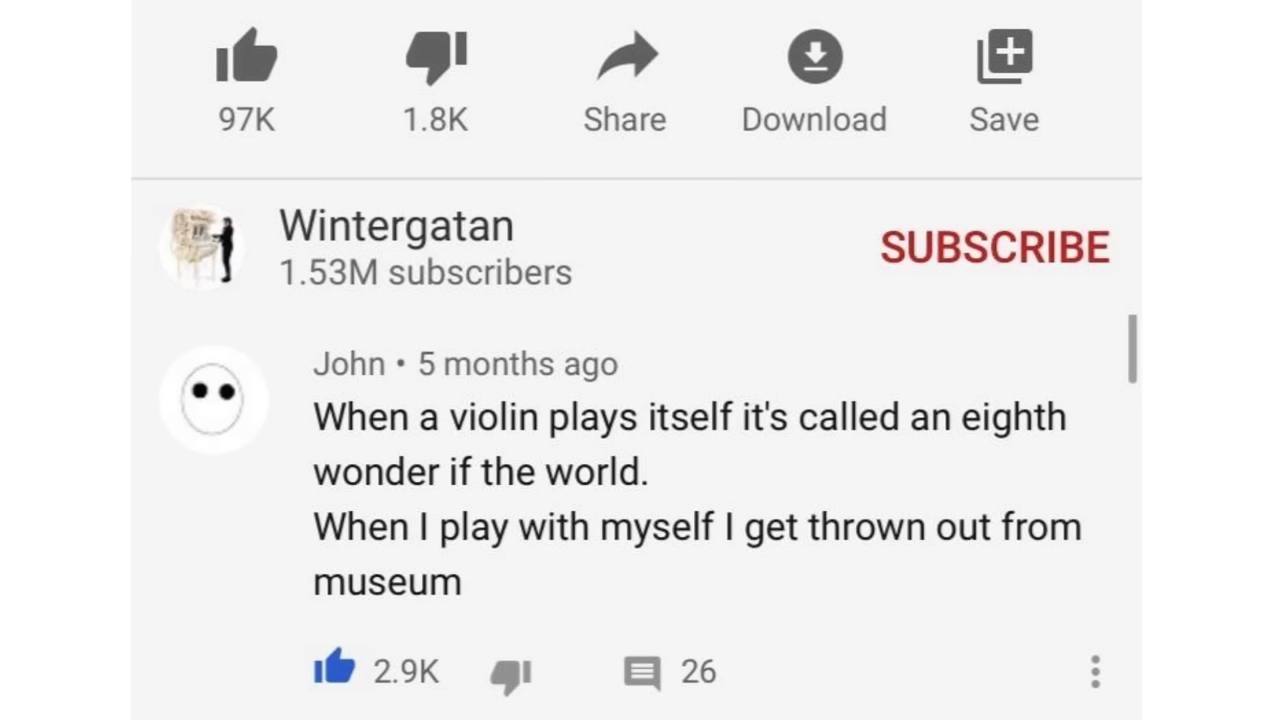 97K 1.8K Share Download Save
Wintergatan
1.53M subscribers
SUBSCRIBE
John • 5 months ago
When a violin plays itself it's called an eighth
wonder if the world.
When I play with myself I get thrown out from
museum
2.9K 26